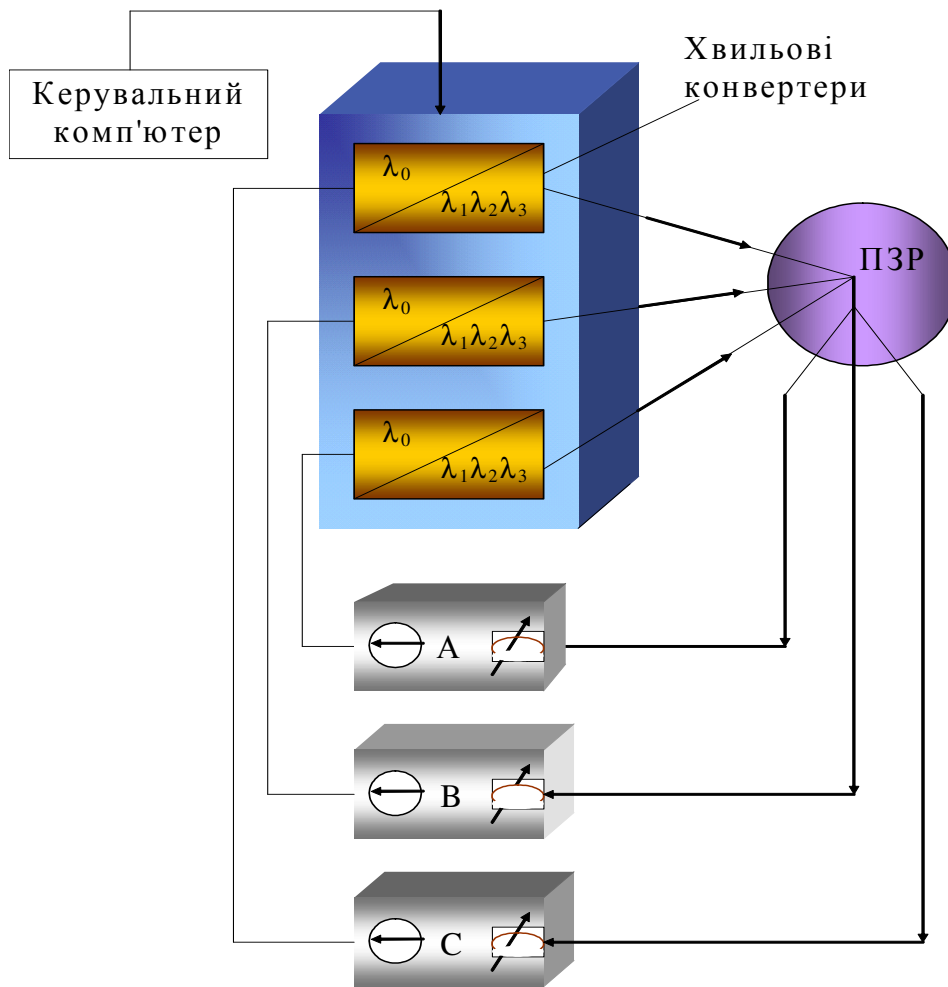 Керувальний
комп'ютер
Хвильові
конвертери
λ₀
λ₁λ₂λ₃
ПЗР
λ₀
λ₁λ₂λ₃
λ₀
λ₁λ₂λ₃
A
B
C